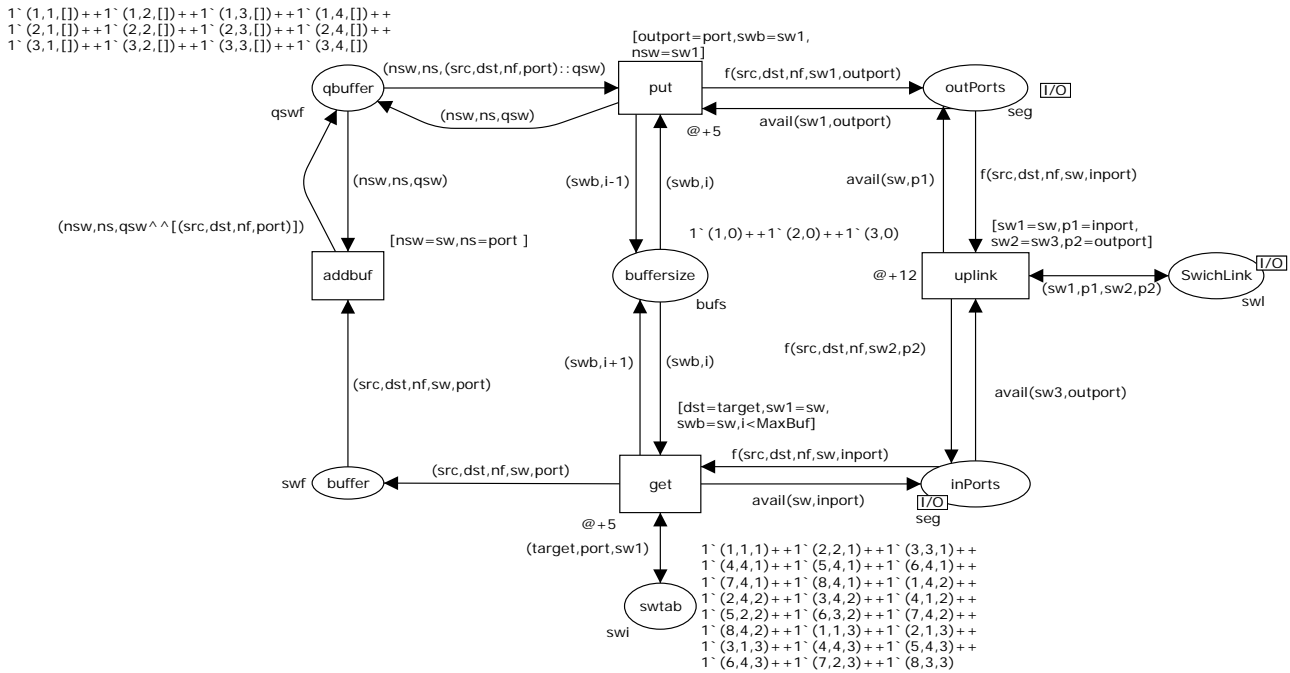 1`(1,1,[])++1`(1,2,[])++1`(1,3,[])++1`(1,4,[])++
1`(2,1,[])++1`(2,2,[])++1`(2,3,[])++1`(2,4,[])++
1`(3,1,[])++1`(3,2,[])++1`(3,3,[])++1`(3,4,[])
[outport=port,swb=sw1,
nsw=sw1]
(nsw,ns,(src,dst,nf,port)::qsw)
f(src,dst,nf,sw1,outport)
qbuffer
put
outPorts
I/O
qswf
(nsw,ns,qsw)
avail(sw1,outport)
seg
@+5
(nsw,ns,qsw)
(swb,i-1)
(swb,i)
avail(sw,p1)
f(src,dst,nf,sw,inport)
(nsw,ns,qsw^^[(src,dst,nf,port)])
[nsw=sw,ns=port ]
1`(1,0)++1`(2,0)++1`(3,0)
[sw1=sw,p1=inport,
sw2=sw3,p2=outport]
addbuf
buffersize
@+12
uplink
SwichLink
I/O
(sw1,p1,sw2,p2)
swl
bufs
f(src,dst,nf,sw2,p2)
(swb,i+1)
(swb,i)
(src,dst,nf,sw,port)
avail(sw3,outport)
[dst=target,sw1=sw,
swb=sw,i<MaxBuf]
f(src,dst,nf,sw,inport)
(src,dst,nf,sw,port)
swf
buffer
get
inPorts
avail(sw,inport)
I/O
seg
@+5
(target,port,sw1)
swtab
swi
1`(1,1,1)++1`(2,2,1)++1`(3,3,1)++
1`(4,4,1)++1`(5,4,1)++1`(6,4,1)++
1`(7,4,1)++1`(8,4,1)++1`(1,4,2)++
1`(2,4,2)++1`(3,4,2)++1`(4,1,2)++
1`(5,2,2)++1`(6,3,2)++1`(7,4,2)++
1`(8,4,2)++1`(1,1,3)++1`(2,1,3)++
1`(3,1,3)++1`(4,4,3)++1`(5,4,3)++
1`(6,4,3)++1`(7,2,3)++1`(8,3,3)